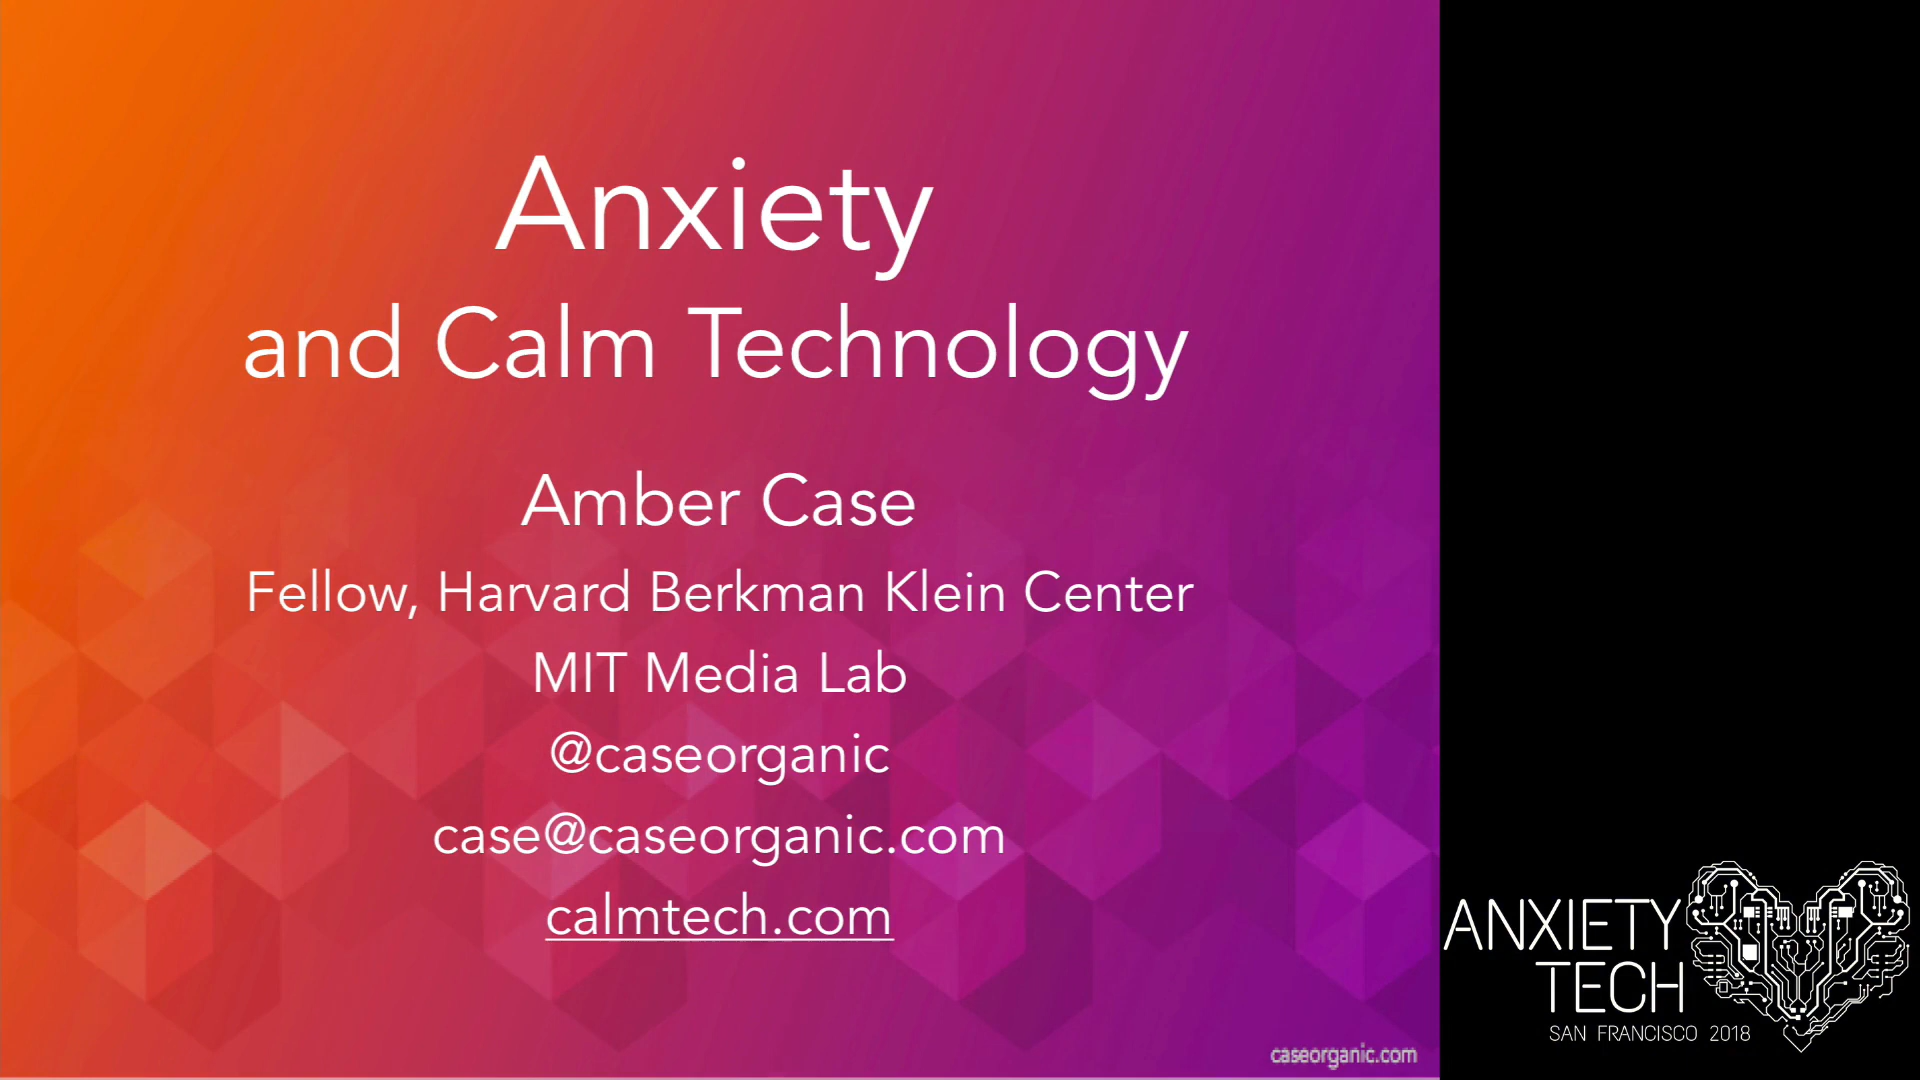 Anxiety
and Calm Technology
Amber Case
Fellow, Harvard Berkman Klein Center
MIT Media Lab
@caseorganic
case@caseorganic.com
calmtech.com
caseorganic.com
ANXIETY
TECH
SAN FRANCISCO 2018